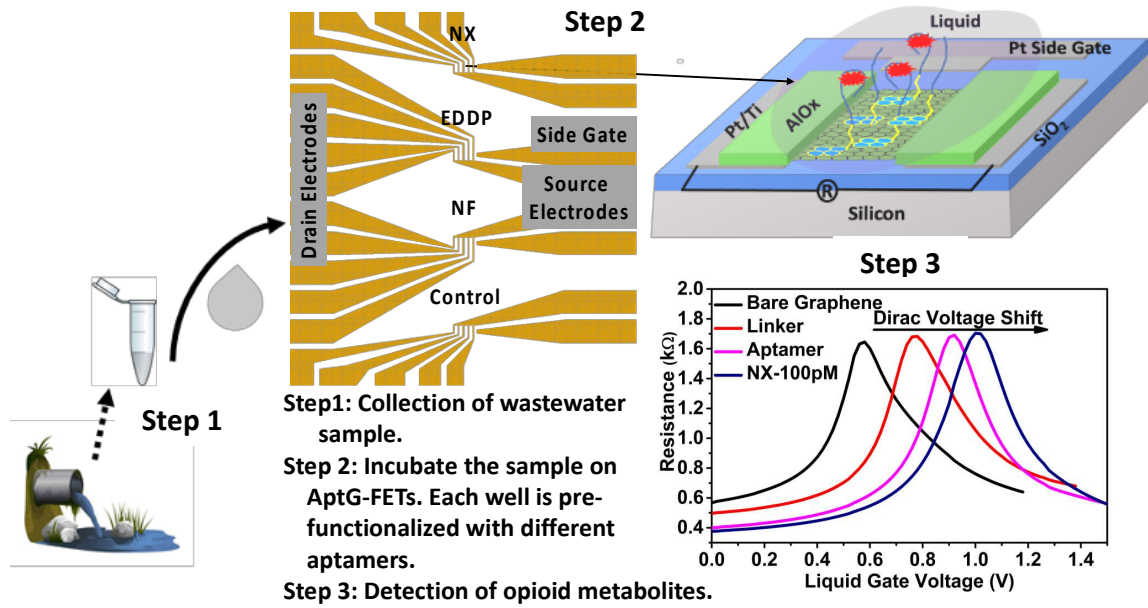 Step 1
NX
EDDP
NF
Control
Drain Electrodes
Side Gate
Source
Electrodes
Step 2
Liquid
Pt Side Gate
Pt/Ti
AlOx
SiO2
R
Silicon
Step 3
Bare Graphene
Linker
Aptamer
NX-100pM
Dirac Voltage Shift
Resistance (kΩ)
2.0
1.8
1.6
1.4
1.2
1.0
0.8
0.6
0.4
0.0 0.2 0.4 0.6 0.8 1.0 1.2 1.4
Liquid Gate Voltage (V)
Step1: Collection of wastewater
sample.
Step 2: Incubate the sample on
AptG-FETs. Each well is pre-
functionalized with different
aptamers.
Step 3: Detection of opioid metabolites.